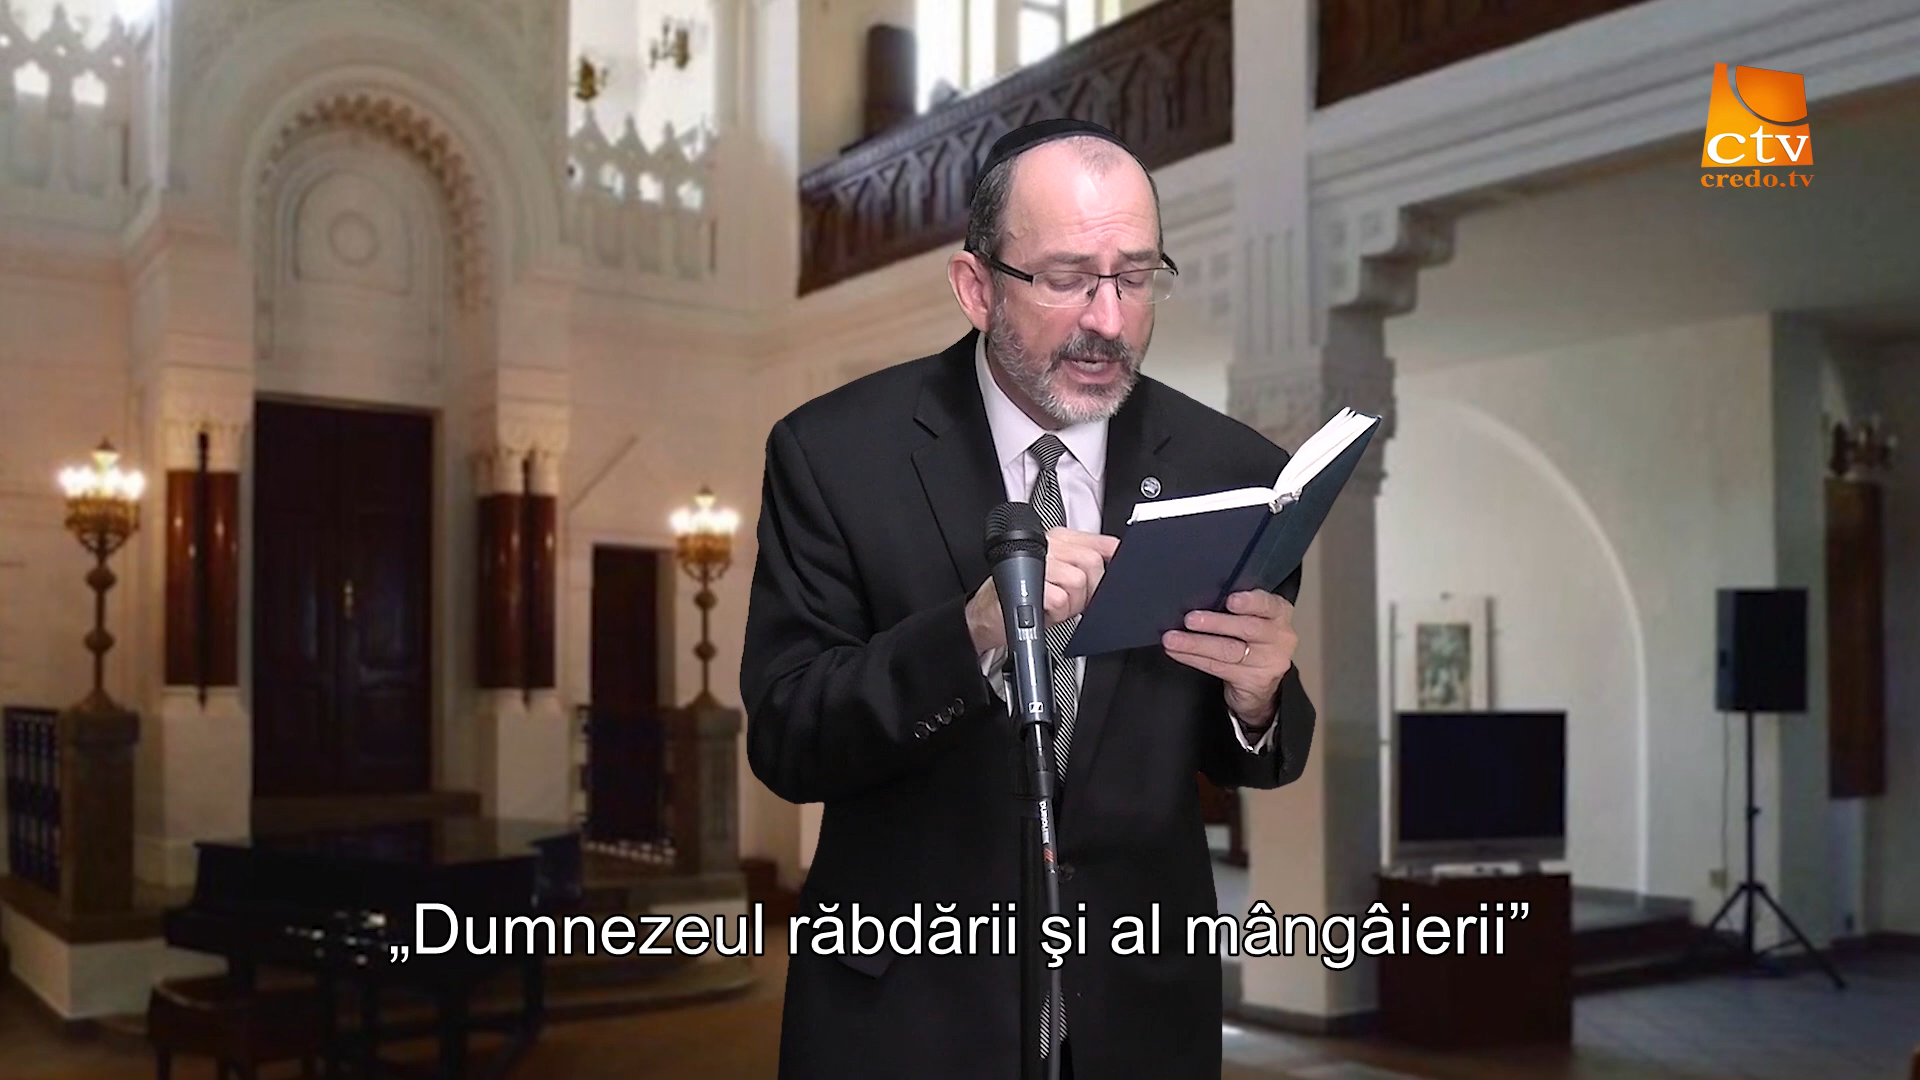 ctv
credo.tv
„Dumnezeul răbdării şi al mângâierii”